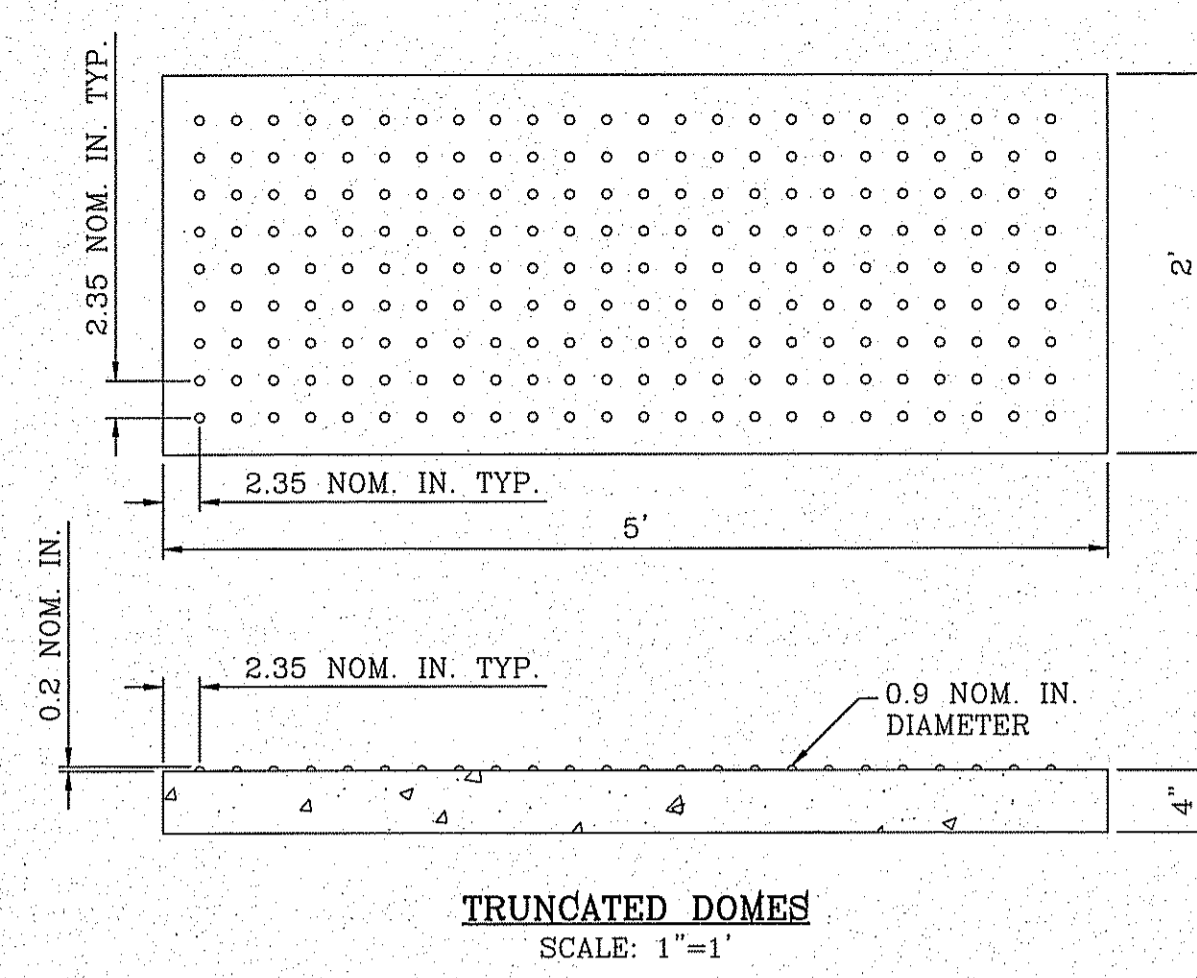 2.35 NOM. IN. TYP.
2'
2.35 NOM. IN. TYP.
5'
0.2 NOM. IN.
2.35 NOM. IN. TYP.
0.9 NOM. IN.
DIAMETER
4"
TRUNCATED DOMES
SCALE: 1"=1'